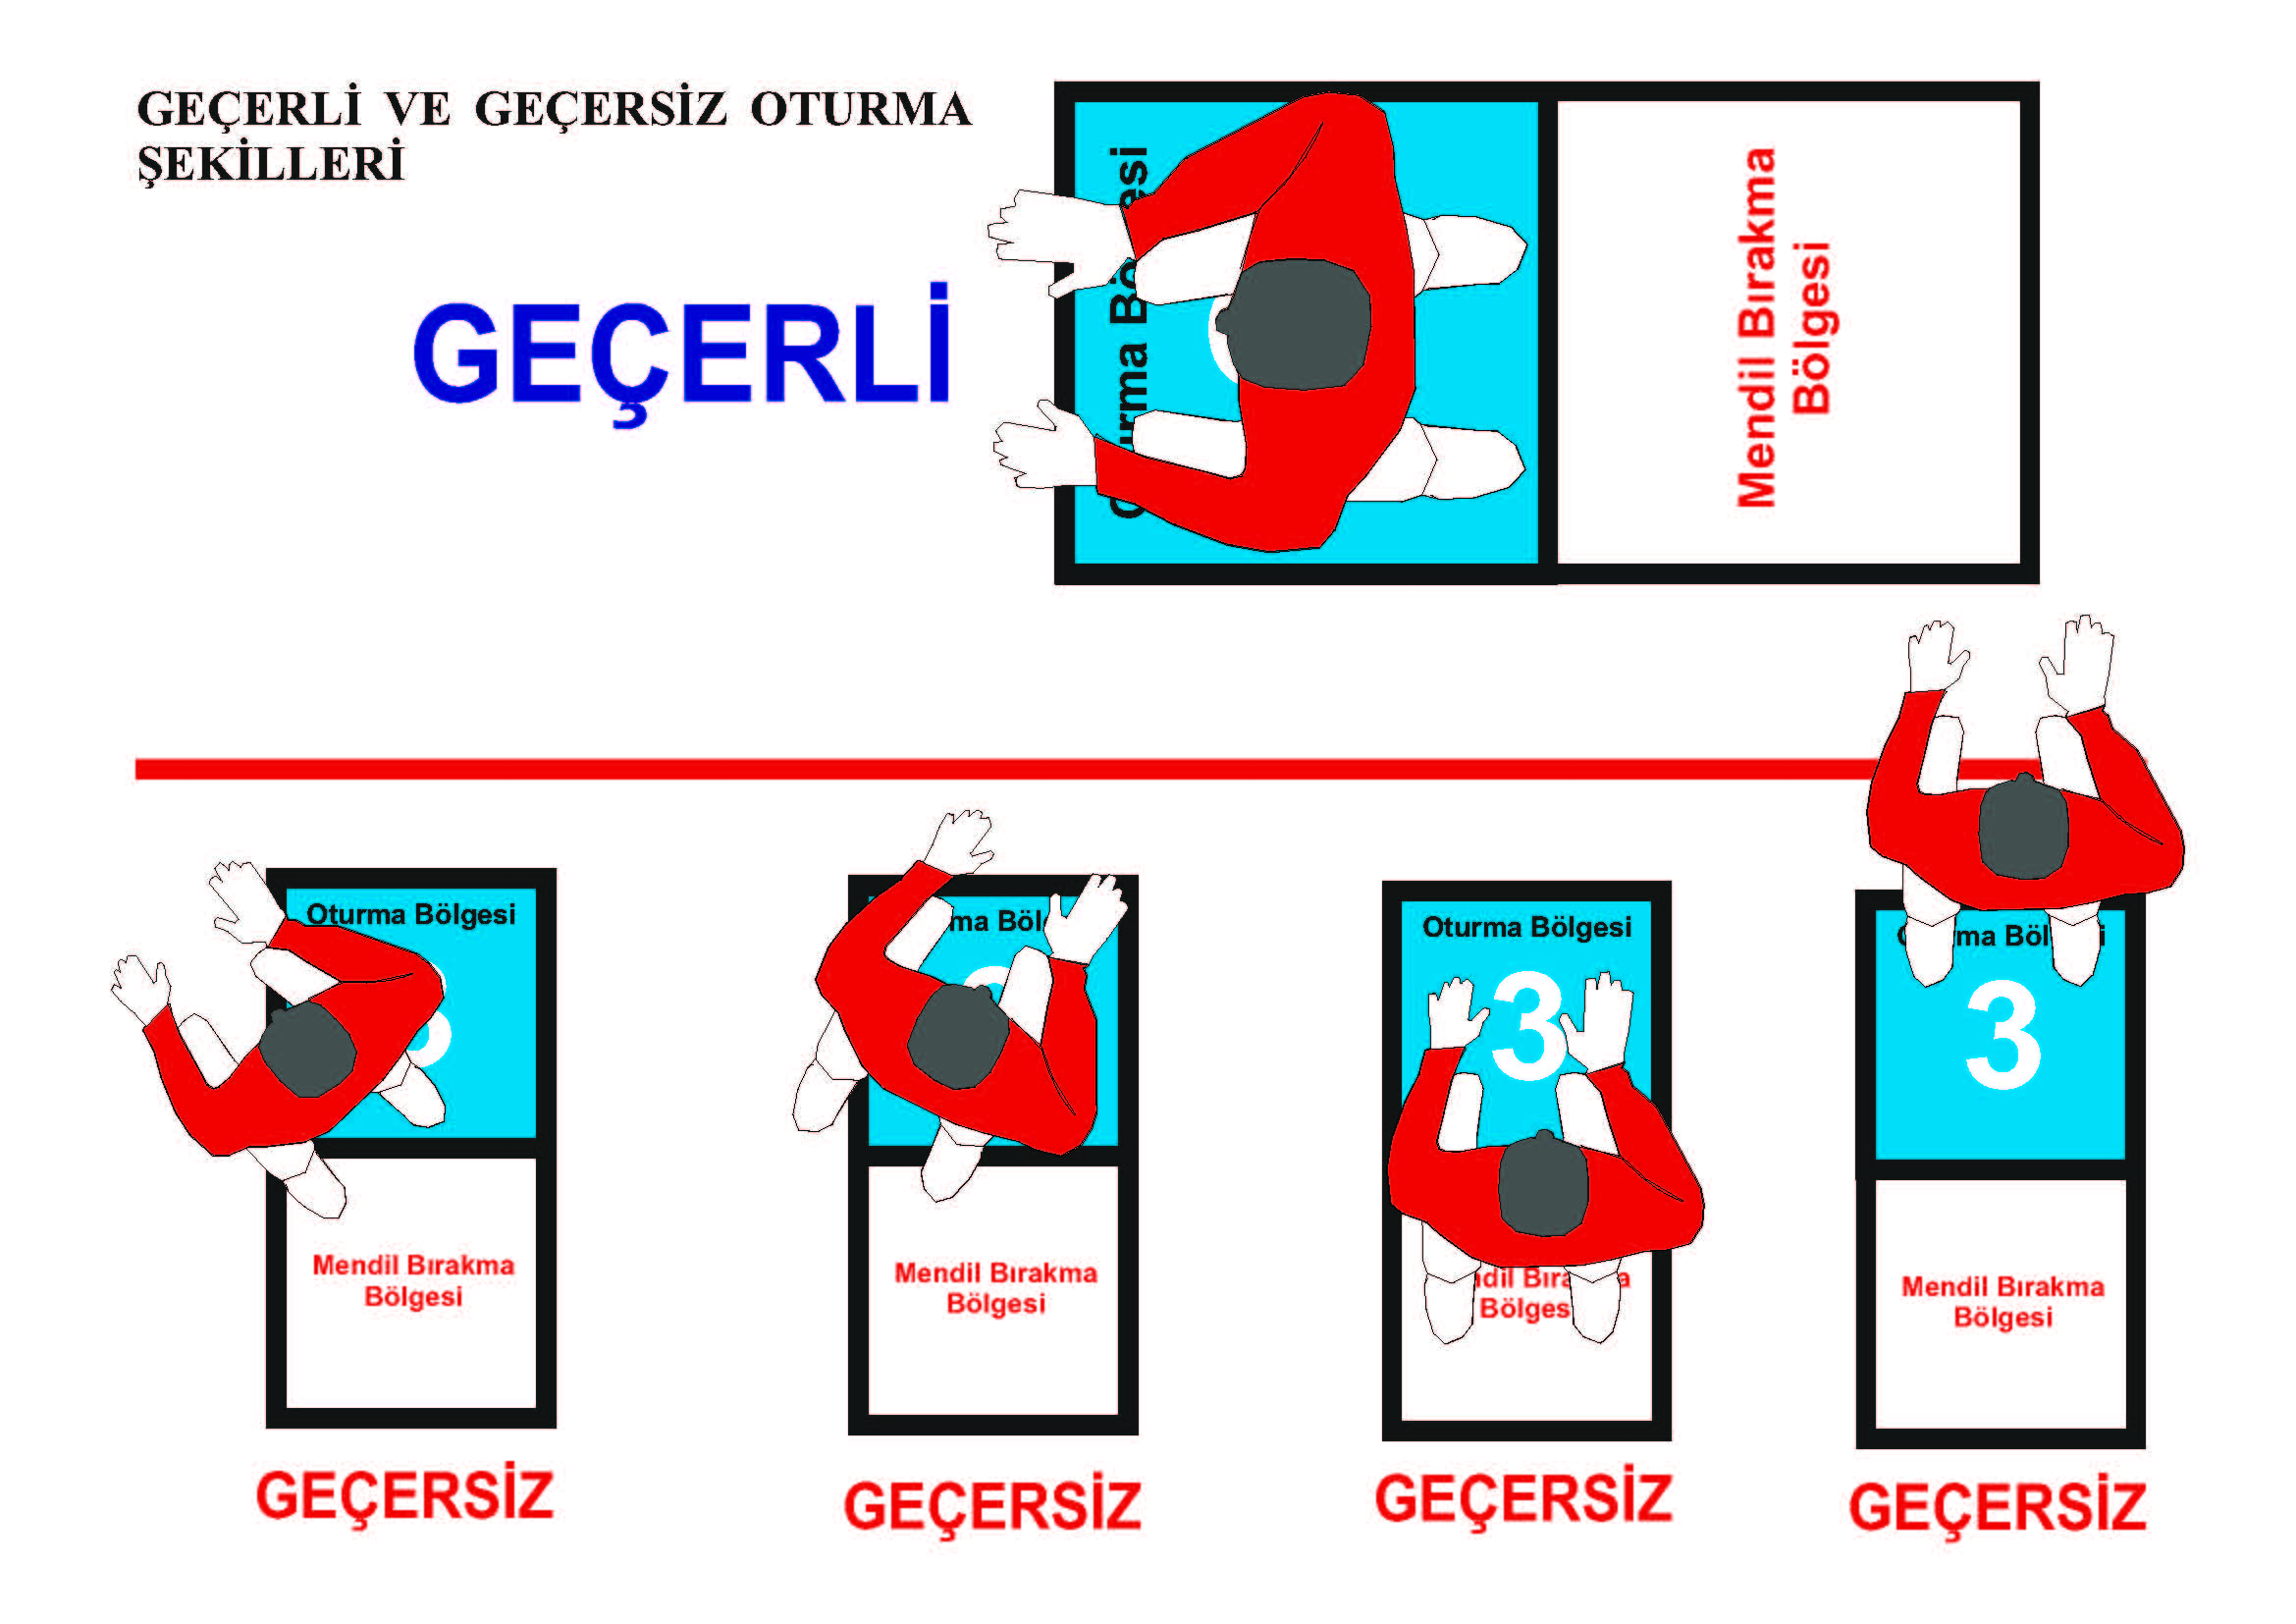 GEÇERLİ VE GEÇERSİZ OTURMA
ŞEKİLLERİ
GEÇERLİ
Mendil Bırakma
Bölgesi
Oturma Bölgesi
Mendil Bırakma
Bölgesi
GEÇERSİZ
Mendil Bırakma
Bölgesi
GEÇERSİZ
Oturma Bölgesi
3
GEÇERSİZ
3
Mendil Bırakma
Bölgesi
GEÇERSİZ